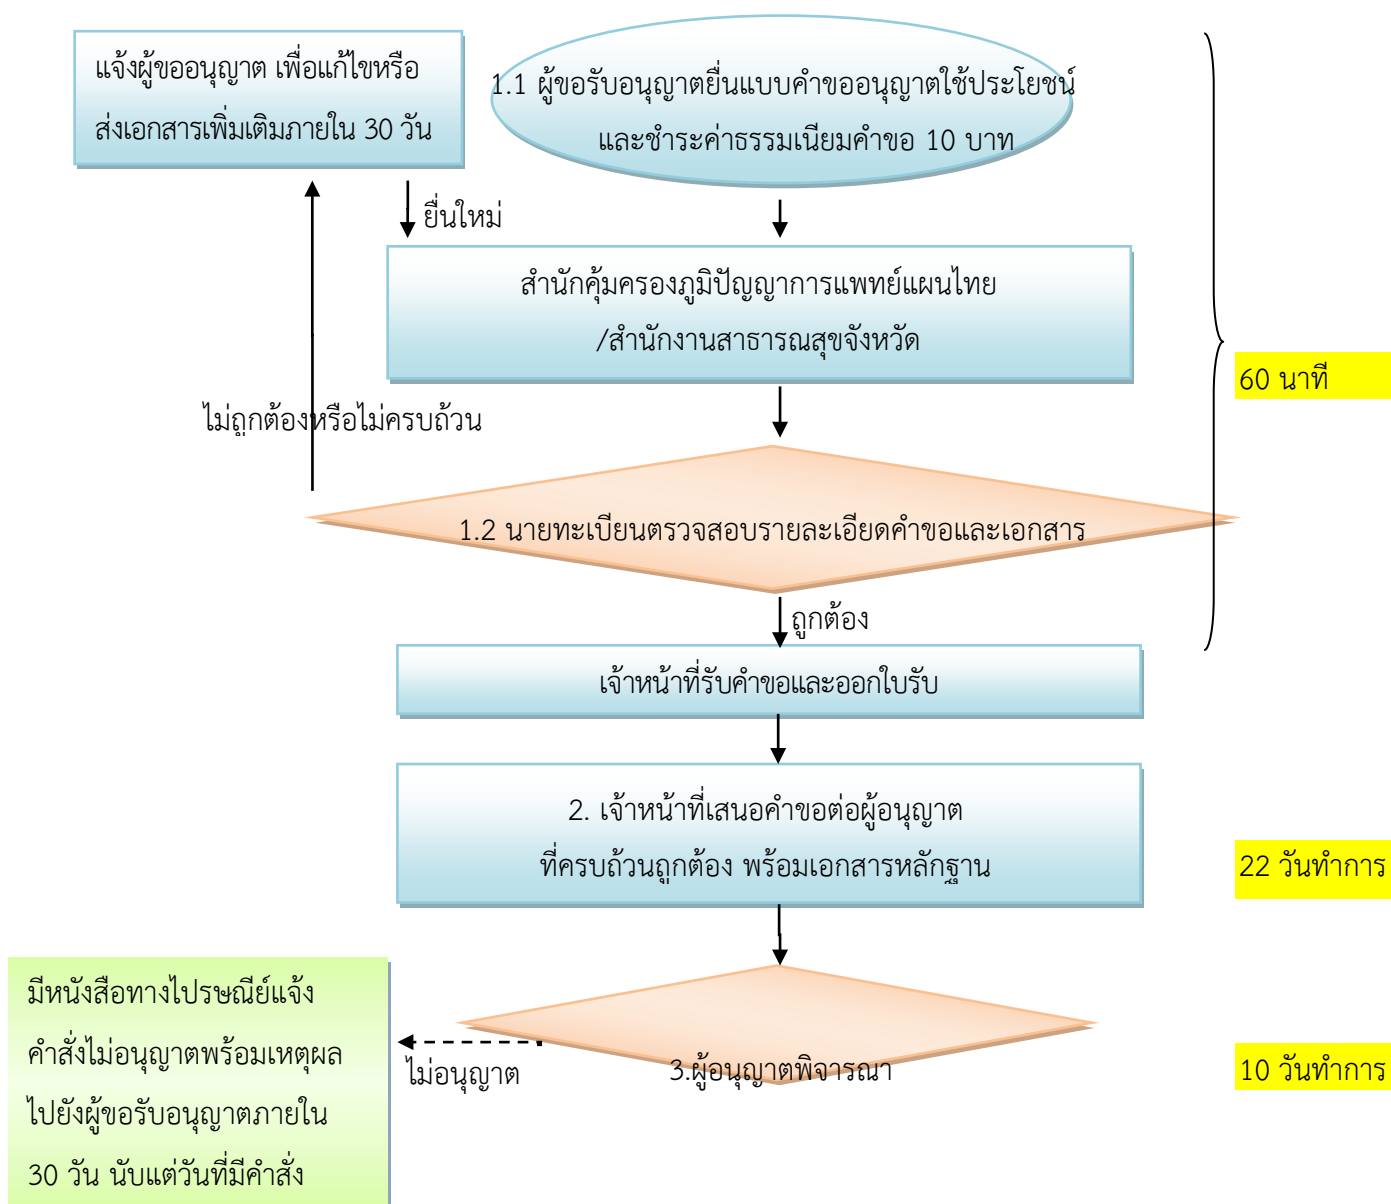 แจ้งผู้ขออนุญาต เพื่อแก้ไขหรือ
ส่งเอกสารเพิ่มเติมภายใน 30 วัน
1.1 ผู้ขอรับอนุญาตยื่นแบบคำขออนุญาตใช้ประโยชน์
และชำระค่าธรรมเนียมคำขอ 10 บาท
ยื่นใหม่
สำนักคุ้มครองภูมิปัญญาการแพทย์แผนไทย
/สำนักงานสาธารณสุขจังหวัด
60 นาที
ไม่ถูกต้องหรือไม่ครบถ้วน
1.2 นายทะเบียนตรวจสอบรายละเอียดคำขอและเอกสาร
ถูกต้อง
เจ้าหน้าที่รับคำขอและออกใบรับ
2. เจ้าหน้าที่เสนอคำขอต่อผู้อนุญาต
ที่ครบถ้วนถูกต้อง พร้อมเอกสารหลักฐาน
22 วันทำการ
มีหนังสือทางไปรษณีย์แจ้ง
คำสั่งไม่อนุญาตพร้อมเหตุผล
ไปยังผู้ขอรับอนุญาตภายใน
30 วัน นับแต่วันที่มีคำสั่ง
ไม่อนุญาต
3.ผู้อนุญาตพิจารณา
10 วันทำการ